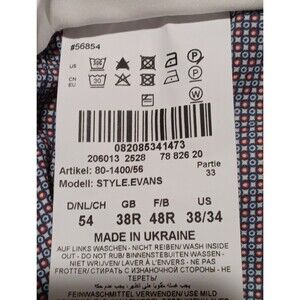 #56854
US
CN
EU
30
082085341473
206013 2528 78 826 20
Artikel: 80-1400/56 Partie
Modell: STYLE.EVANS 33
D/NL/CH GB F/B US
54 38R 48R 38/34
MADE IN UKRAINE
AUF LINKS WASCHEN - NICHT REIBEN/ WASH INSIDE
OUT - DO NOT RUB/BINNENSTEBUITEN WASSEN
NIET WRIJVEN/ LAVER A L'ENVERS - NE PAS
FROTTER/ СТИРАТЬ С ИЗНАНОЧНОЙ СТОРОНЫ - НЕ
ТЕРЕТЬ/
FEINWASCHMITTEL VERWENDEN/USE MILD